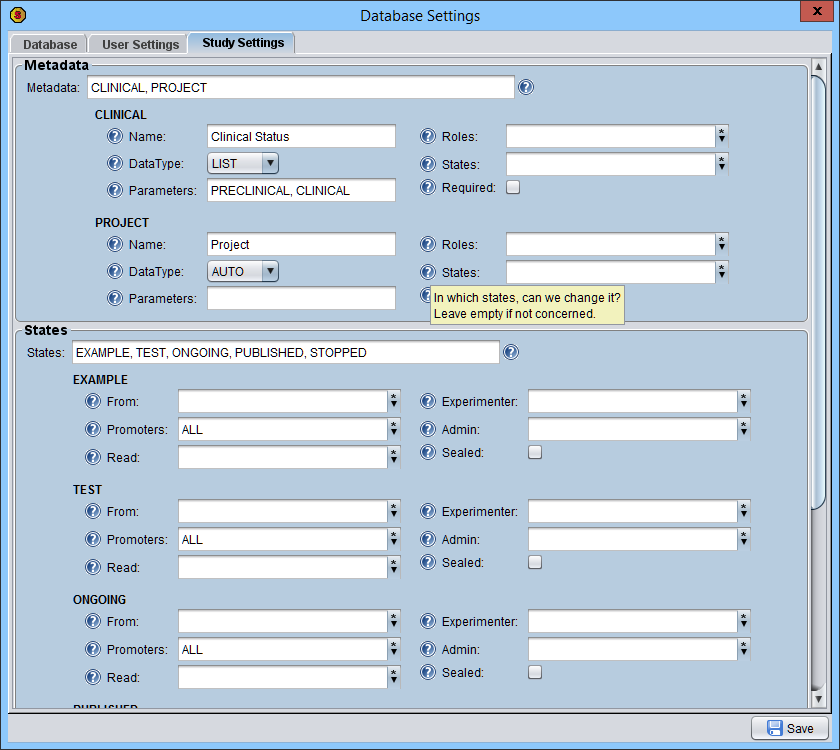 Database Settings
x
Database User Settings Study Settings
Metadata
Metadata: CLINICAL, PROJECT ?
CLINICAL
? Name: Clinical Status ? Roles:
? DataType: LIST ? States:
? Parameters: PRECLINICAL, CLINICAL ? Required:
PROJECT
? Name: Project ? Roles:
? DataType: AUTO ? States:
? Parameters:
In which states, can we change it?
Leave empty if not concerned.
States
States: EXAMPLE, TEST, ONGOING, PUBLISHED, STOPPED ?
EXAMPLE
? From: ? Experimenter:
? Promoters: ALL ? Admin:
? Read: ? Sealed:
TEST
? From: ? Experimenter:
? Promoters: ALL ? Admin:
? Read: ? Sealed:
ONGOING
? From: ? Experimenter:
? Promoters: ALL ? Admin:
? Read: ? Sealed:
PUBLISHED
Save